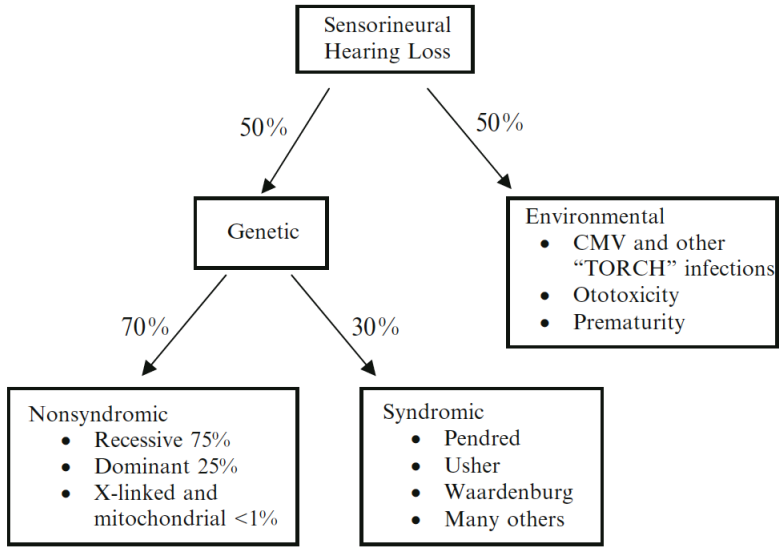 Sensorineural
Hearing Loss
50%
50%
Genetic
Environmental
• CMV and other
“TORCH” infections
• Ototoxicity
• Prematurity
70%
30%
Nonsyndromic
• Recessive 75%
• Dominant 25%
• X-linked and
mitochondrial <1%
Syndromic
• Pendred
• Usher
• Waardenburg
• Many others